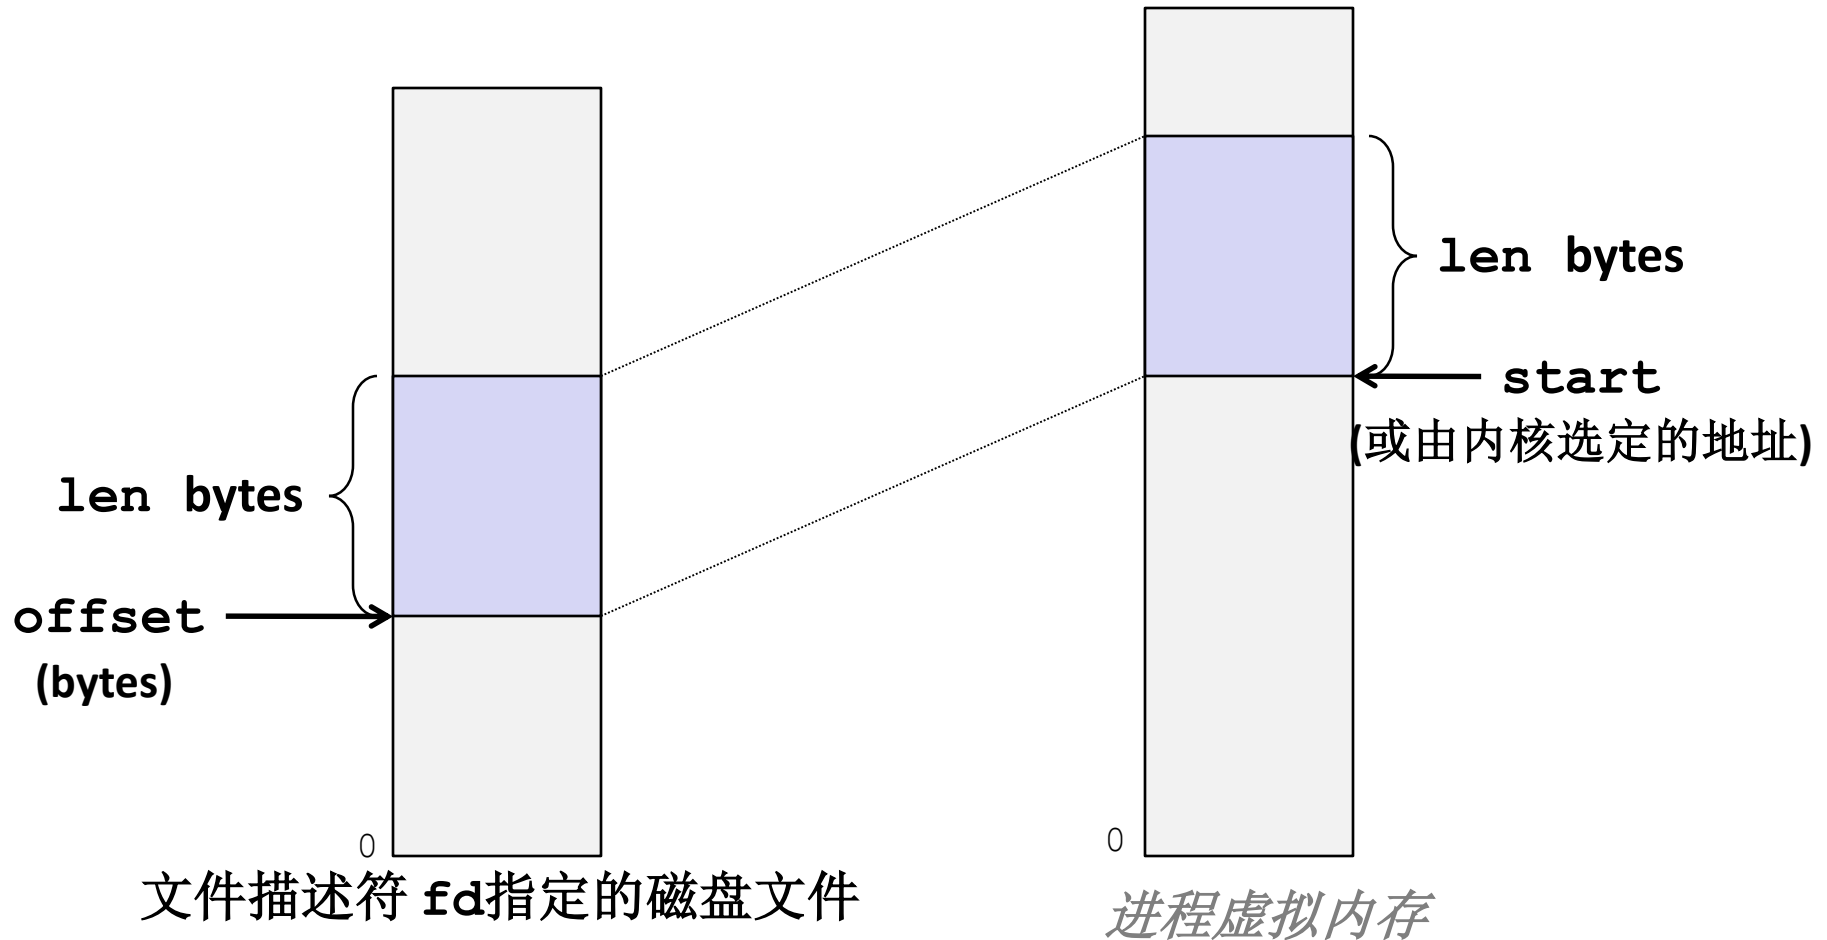 len bytes
start
(或由内核选定的地址)
len bytes
offset
(bytes)
0
0
文件描述符 fd指定的磁盘文件
进程虚拟内存